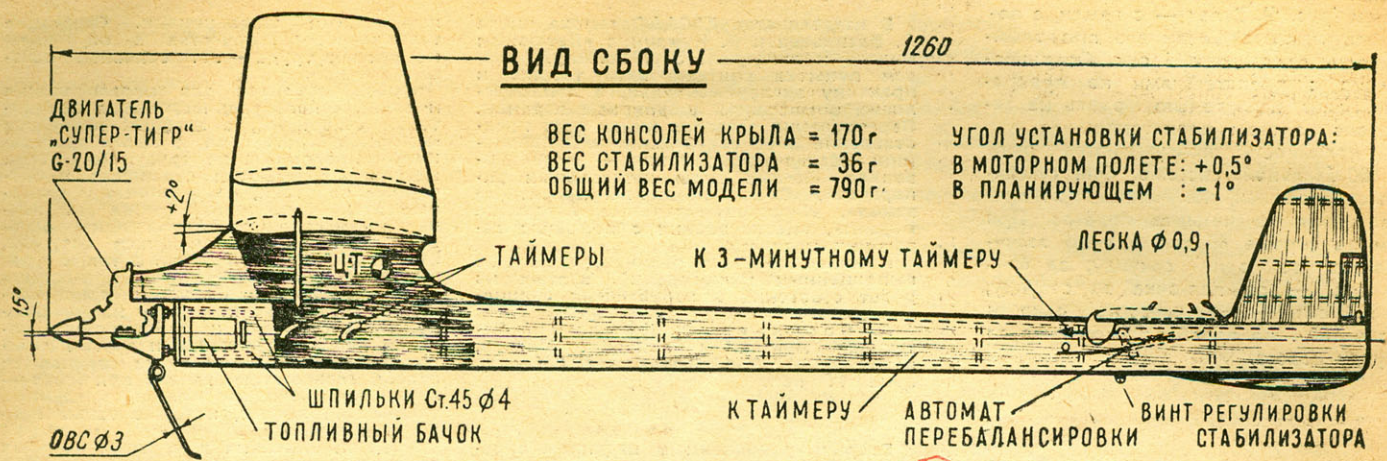 ВИД СБОКУ
1260
ДВИГАТЕЛЬ
„СУПЕР-ТИГР“
G-20/15
ВЕС КОНСОЛЕЙ КРЫЛА = 170 г
ВЕС СТАБИЛИЗАТОРА = 36 г
ОБЩИЙ ВЕС МОДЕЛИ = 790 г
УГОЛ УСТАНОВКИ СТАБИЛИЗАТОРА:
В МОТОРНОМ ПОЛЕТЕ: +0,5°
В ПЛАНИРУЮЩЕМ : -1°
+2°
ЦТ
ТАЙМЕРЫ
К 3-МИНУТНОМУ ТАЙМЕРУ
ЛЕСКА ϕ 0,9
15°
ШПИЛЬКИ Ст.45 ϕ 4
ТОПЛИВНЫЙ БАЧОК
ОВС ϕ3
К ТАЙМЕРУ
АВТОМАТ
ПЕРЕБАЛАНСИРОВКИ
ВИНТ РЕГУЛИРОВКИ
СТАБИЛИЗАТОРА